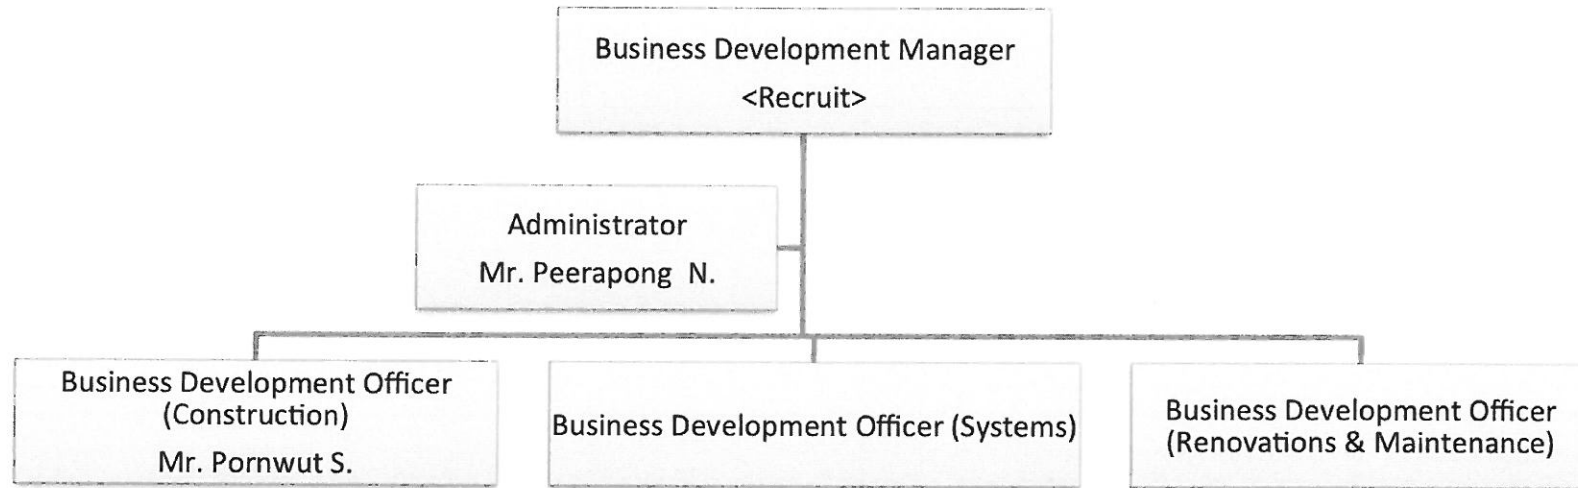 Business Development Manager
<Recruit>
Administrator
Mr. Peerapong N.
Business Development Officer
(Construction)
Mr. Pornwut S.
Business Development Officer (Systems)
Business Development Officer
(Renovations & Maintenance)